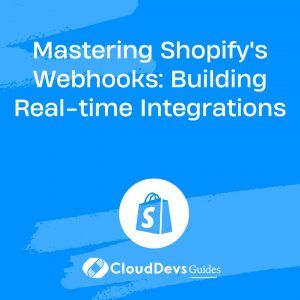 Mastering Shopify's
Webhooks: Building
Real-time Integrations
S
CloudDevs Guides